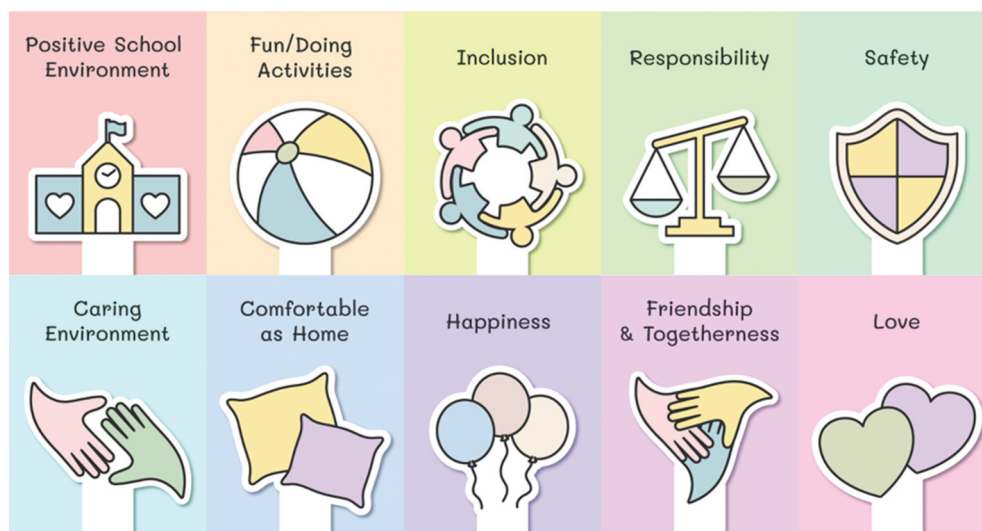 Positive School
Environment
Fun/Doing
Activities
Inclusion
Responsibility
Safety
Caring
Environment
Comfortable
as Home
Happiness
Friendship
& Togetherness
Love